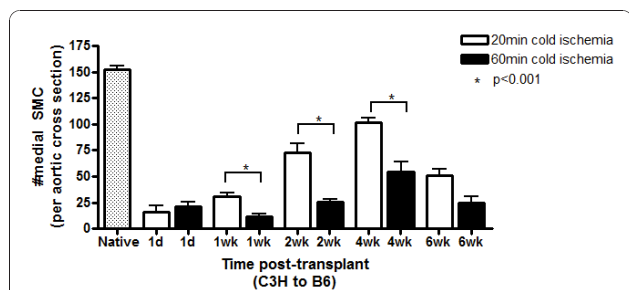 175
150
125
100
75
50
25
0
#medial SMC
(per aortic cross section)
20min cold ischemia
60min cold ischemia
* p<0.001
*
*
*
Native 1d 1d 1wk 1wk 2wk 2wk 4wk 4wk 6wk 6wk
Time post-transplant
(C3H to B6)